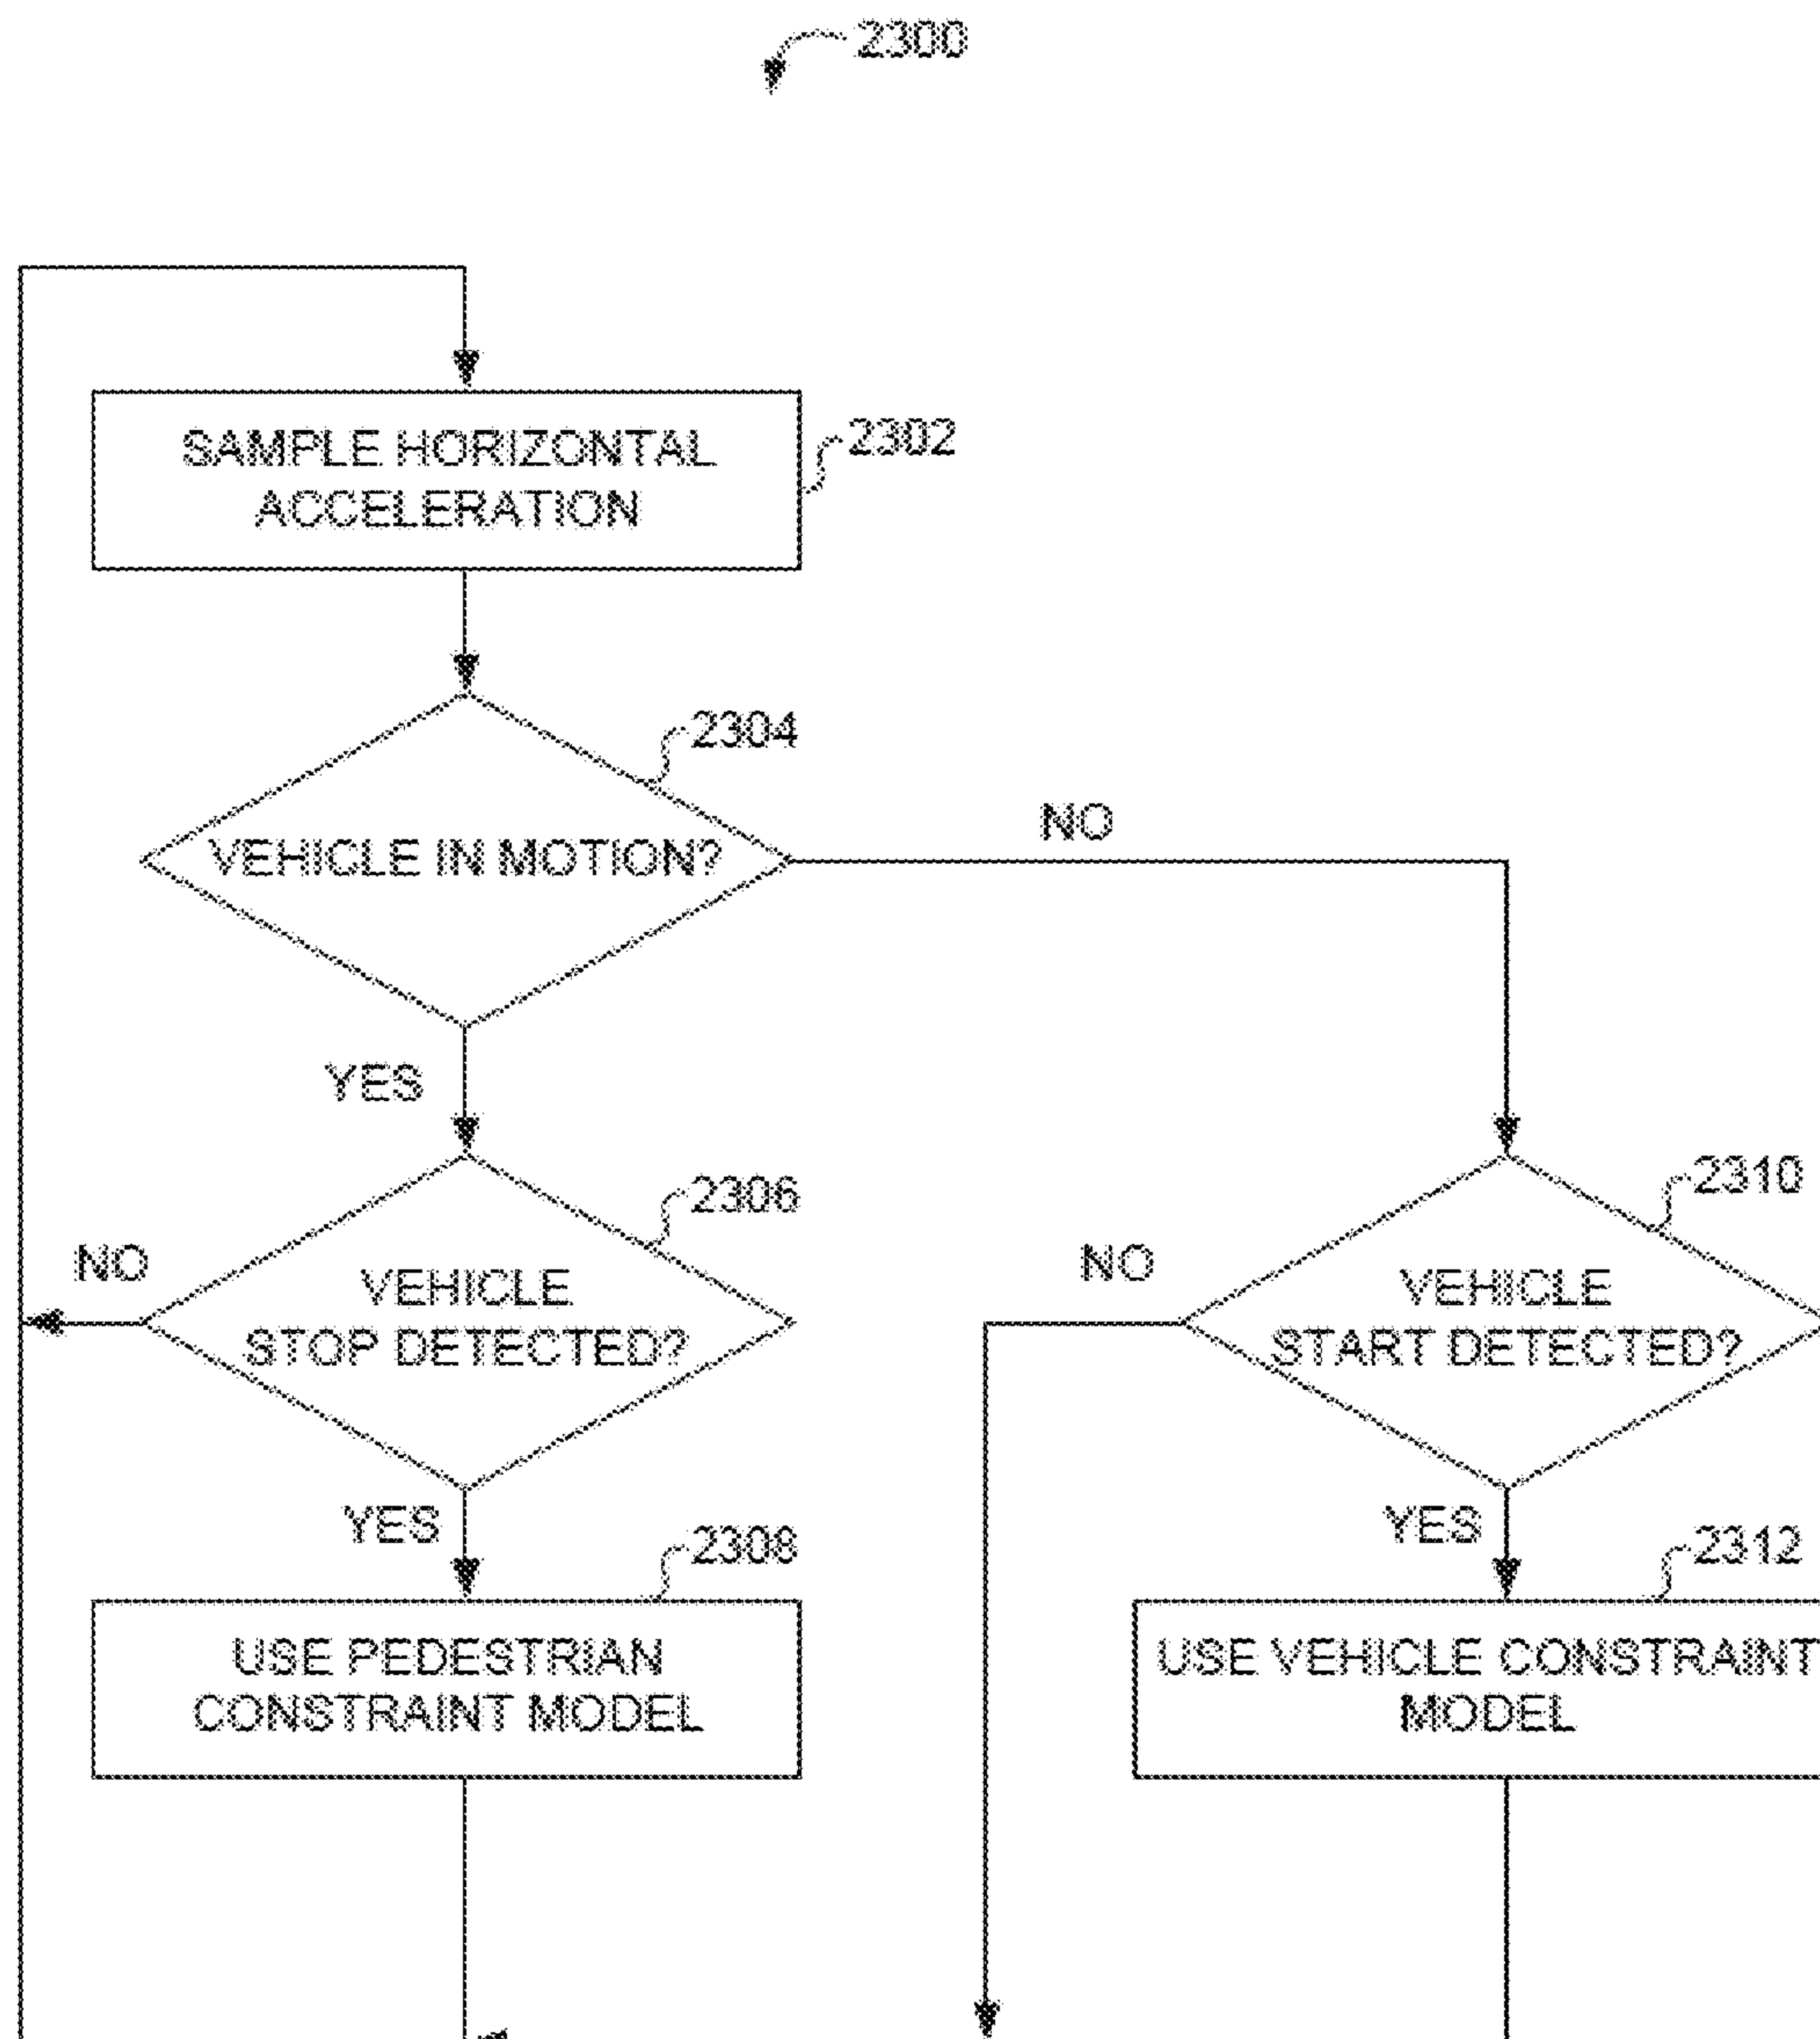 2300
SAMPLE HORIZONTAL
ACCELERATION
2302
2304
VEHICLE IN MOTION?
NO
YES
2306
2310
NO
VEHICLE
STOP DETECTED?
NO
VEHICLE
START DETECTED?
YES
2308
YES
2312
USE PEDESTRIAN
CONSTRAINT MODEL
USE VEHICLE CONSTRAINT
MODEL